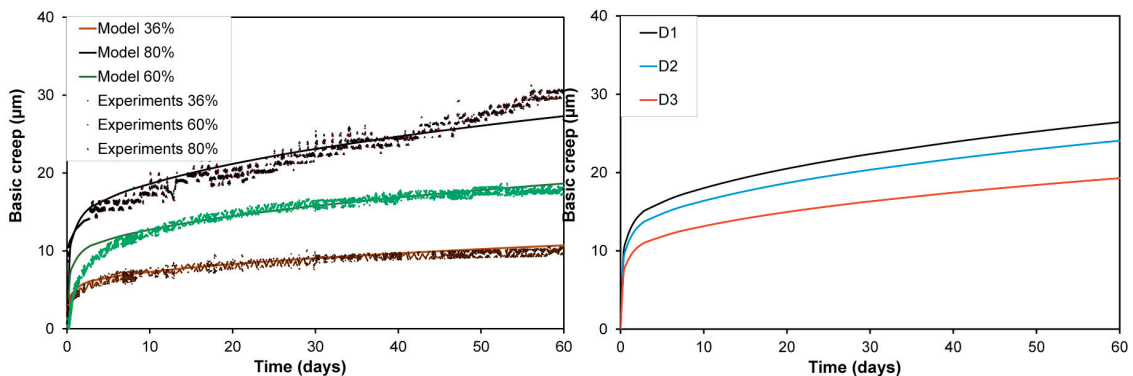 40
30
20
10
0
Basic creep (μm)
Model 36%
Model 80%
Model 60%
Experiments 36%
Experiments 60%
Experiments 80%
0 10 20 30 40 50 60
Time (days)
40
30
20
10
0
Basic creep (μm)
D1
D2
D3
0 10 20 30 40 50 60
Time (days)